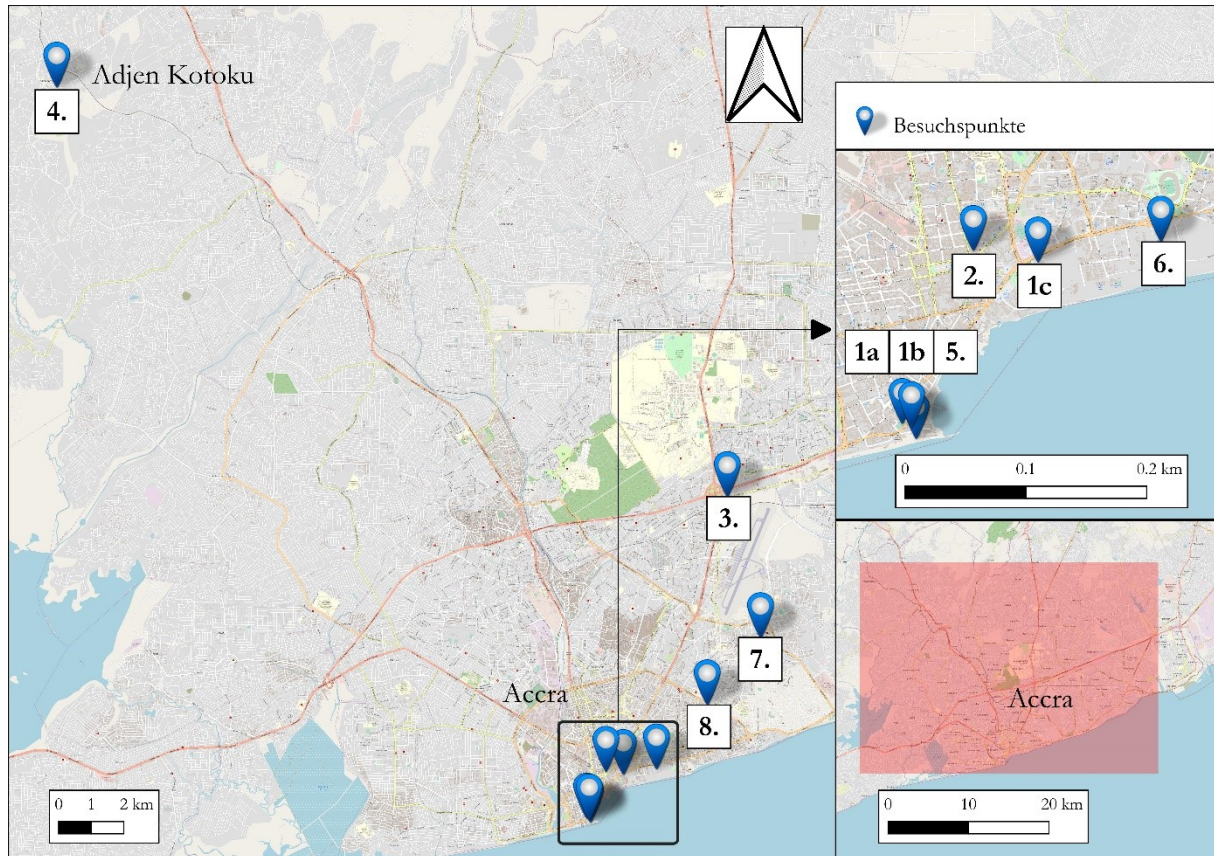 4.
Adjen Kotoku
Besuchspunkte
2.
1c
6.
1a
1b
5.
0
0.1
0.2 km
3.
7.
8.
Accra
0 1 2 km
Accra
0 10 20 km